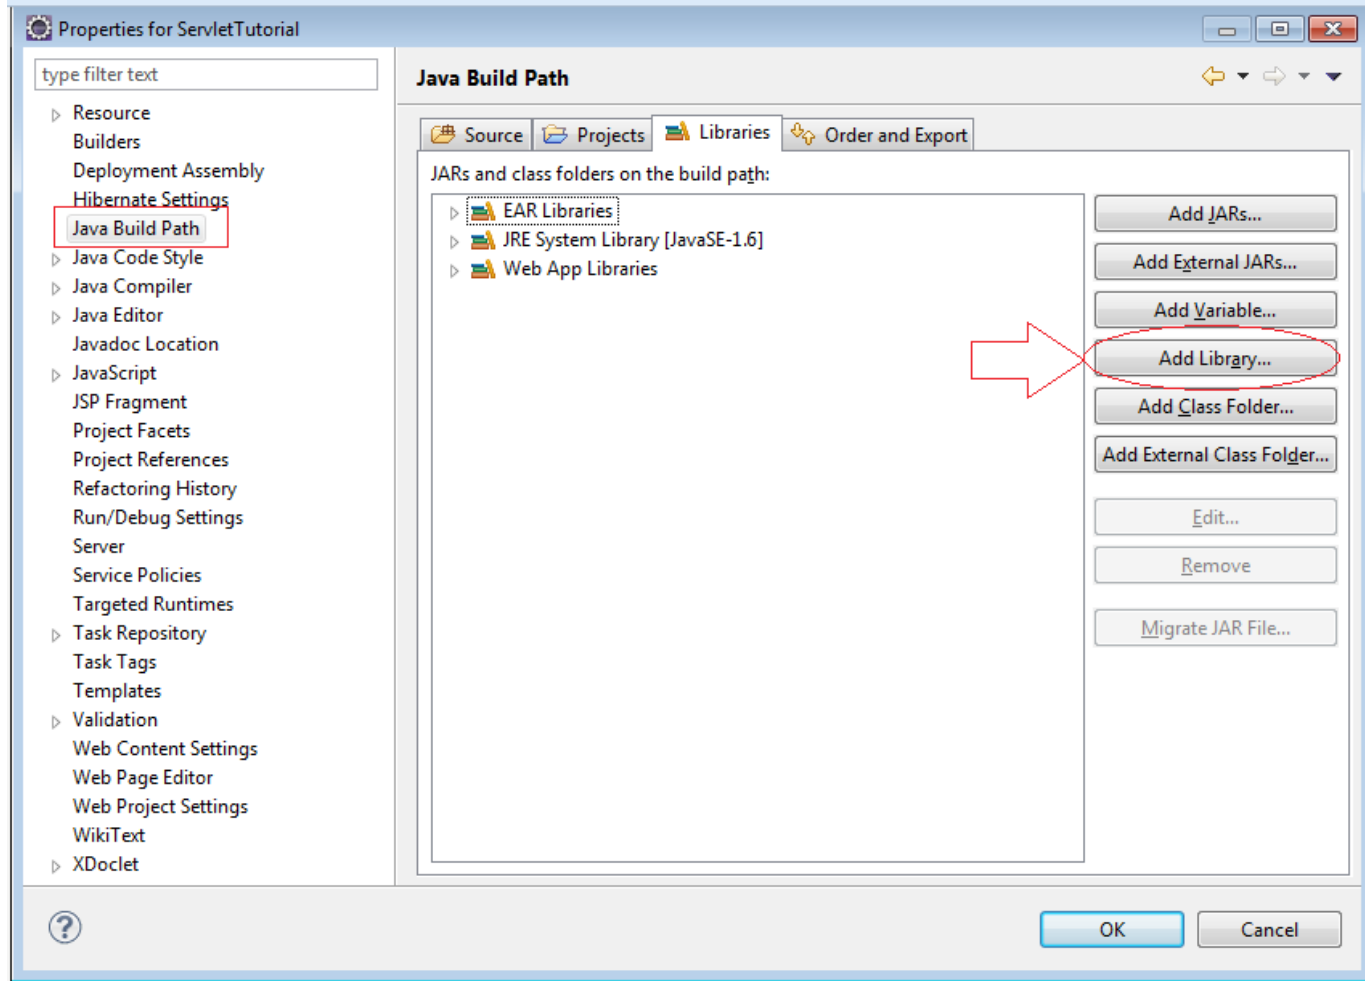 Properties for ServletTutorial
type filter text
Resource
Builders
Deployment Assembly
Hibernate Settings
Java Build Path
Java Code Style
Java Compiler
Java Editor
Javadoc Location
JavaScript
JSP Fragment
Project Facets
Project References
Refactoring History
Run/Debug Settings
Server
Service Policies
Targeted Runtimes
Task Repository
Task Tags
Templates
Validation
Web Content Settings
Web Page Editor
Web Project Settings
WikiText
XDoclet
Java Build Path
Source Projects Libraries Order and Export
JARs and class folders on the build path:
EAR Libraries
JRE System Library [JavaSE-1.6]
Web App Libraries
Add JARs...
Add External JARs...
Add Variable...
Add Library...
Add Class Folder...
Add External Class Folder...
Edit...
Remove
Migrate JAR File...
?
OK Cancel